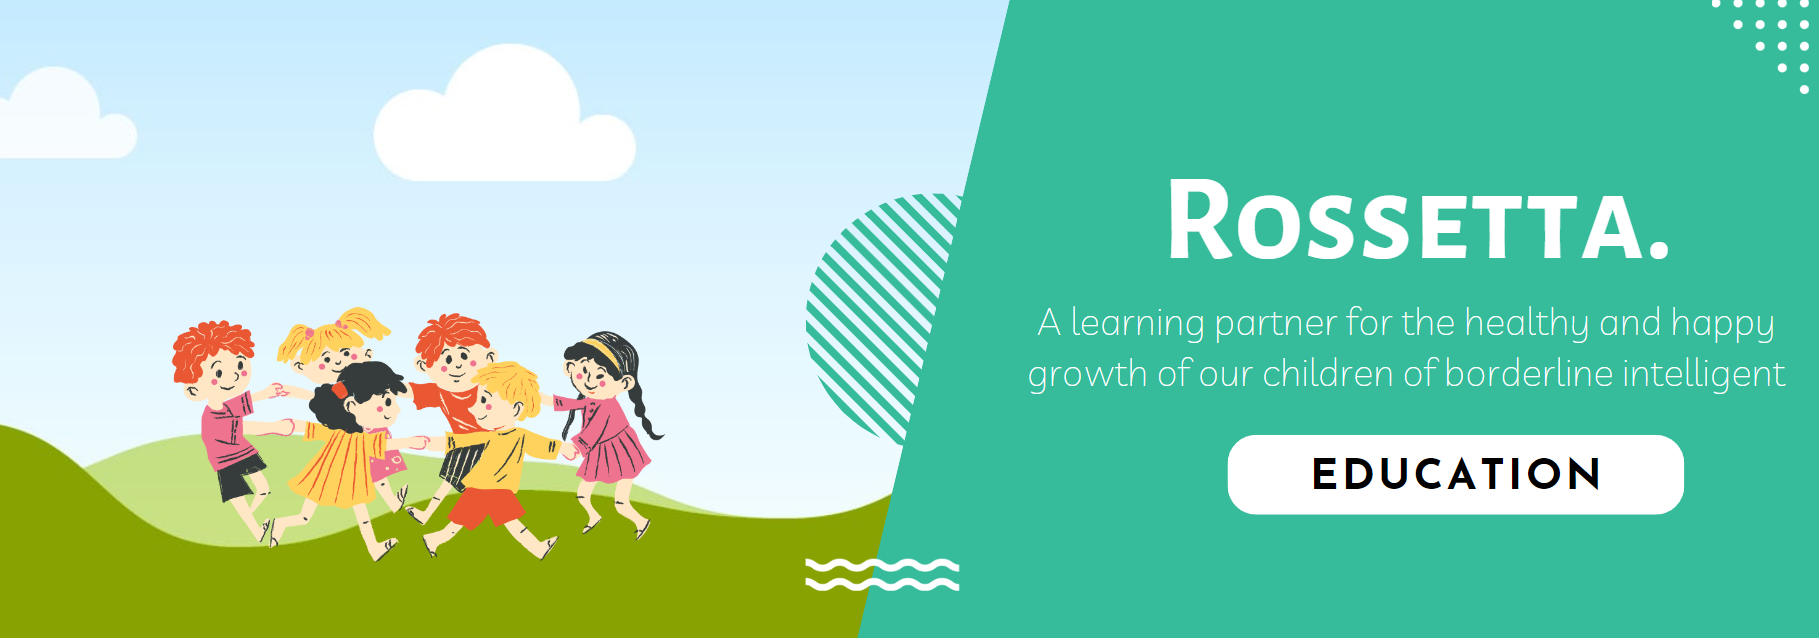 Rossetta.
A learning partner for the healthy and happy
growth of our children of borderline intelligent
EDUCATION